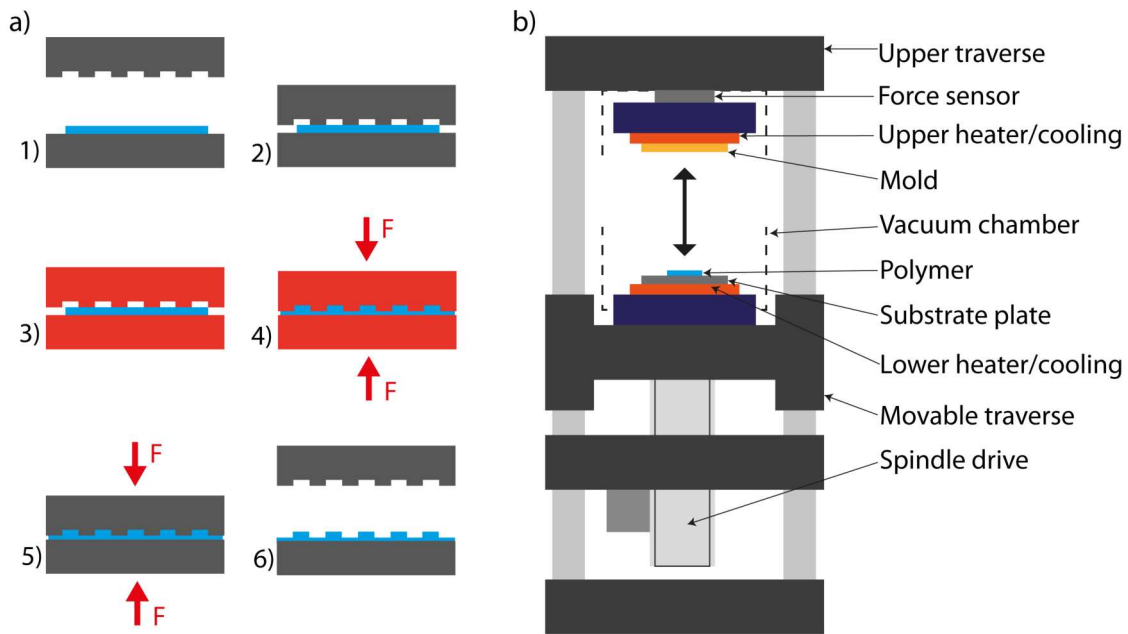 a)
1)
2)
3)
F
4)
F
F
5)
F
6)
b)
Upper traverse
Force sensor
Upper heater/cooling
Mold
Vacuum chamber
Polymer
Substrate plate
Lower heater/cooling
Movable traverse
Spindle drive